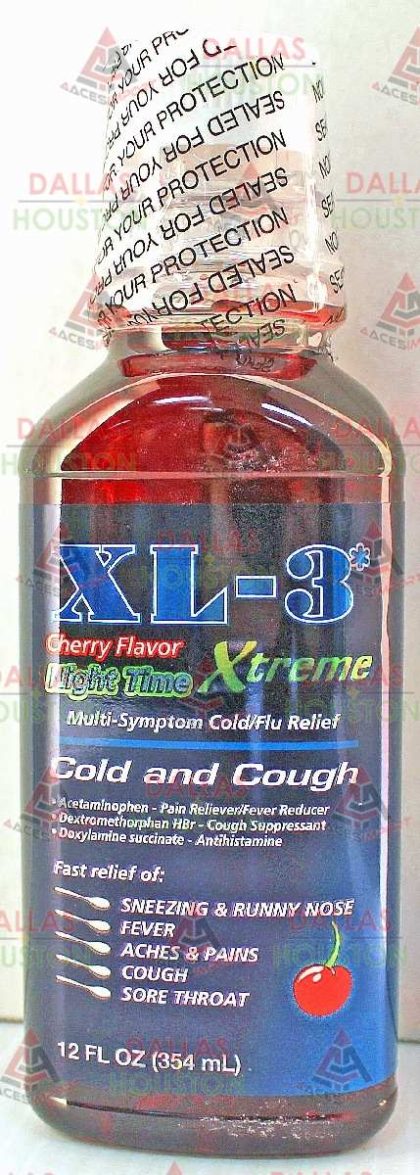 YOUR PROTECTION
SEALED FOR YOUR
YOUR PROTECTION
SEALED FOR YOUR
YOUR PROTECTION
SEALED FOR
PROTECTION
DALLAS
HOUSTON
XL-3*
Cherry Flavor
Night Time Xtreme
Multi-Symptom Cold/Flu Relief
Cold and Cough
• Acetaminophen - Pain Reliever/Fever Reducer
• Dextromethorphan HBr - Cough Suppressant
• Doxylamine succinate - Antihistamine
Fast relief of:
SNEEZING & RUNNY NOSE
FEVER
ACHES & PAINS
COUGH
SORE THROAT
12 FL OZ (354 mL)